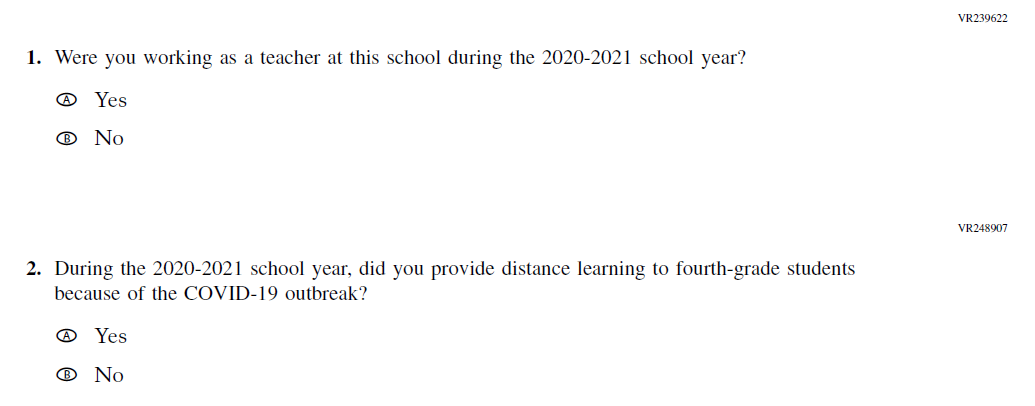 VR239622
1. Were you working as a teacher at this school during the 2020-2021 school year?
Ⓐ Yes
Ⓑ No
VR248907
2. During the 2020-2021 school year, did you provide distance learning to fourth-grade students
because of the COVID-19 outbreak?
Ⓐ Yes
Ⓑ No